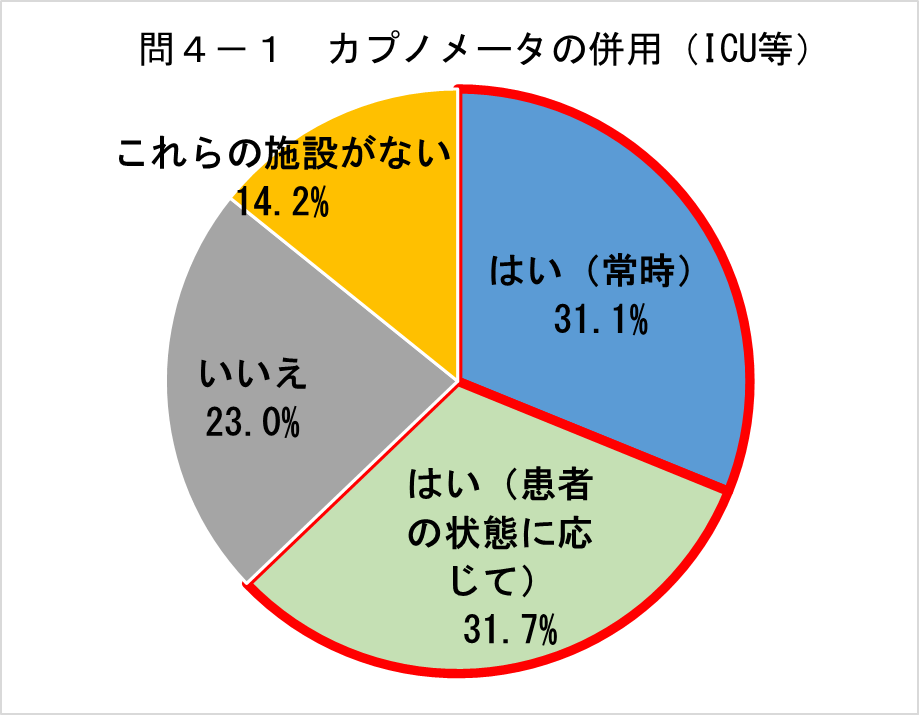 問４－１　カプノメータの併用（ICU等）
これらの施設がない
14.2%
はい（常時）
31.1%
いいえ
23.0%
はい（患者
の状態に応
じて）
31.7%